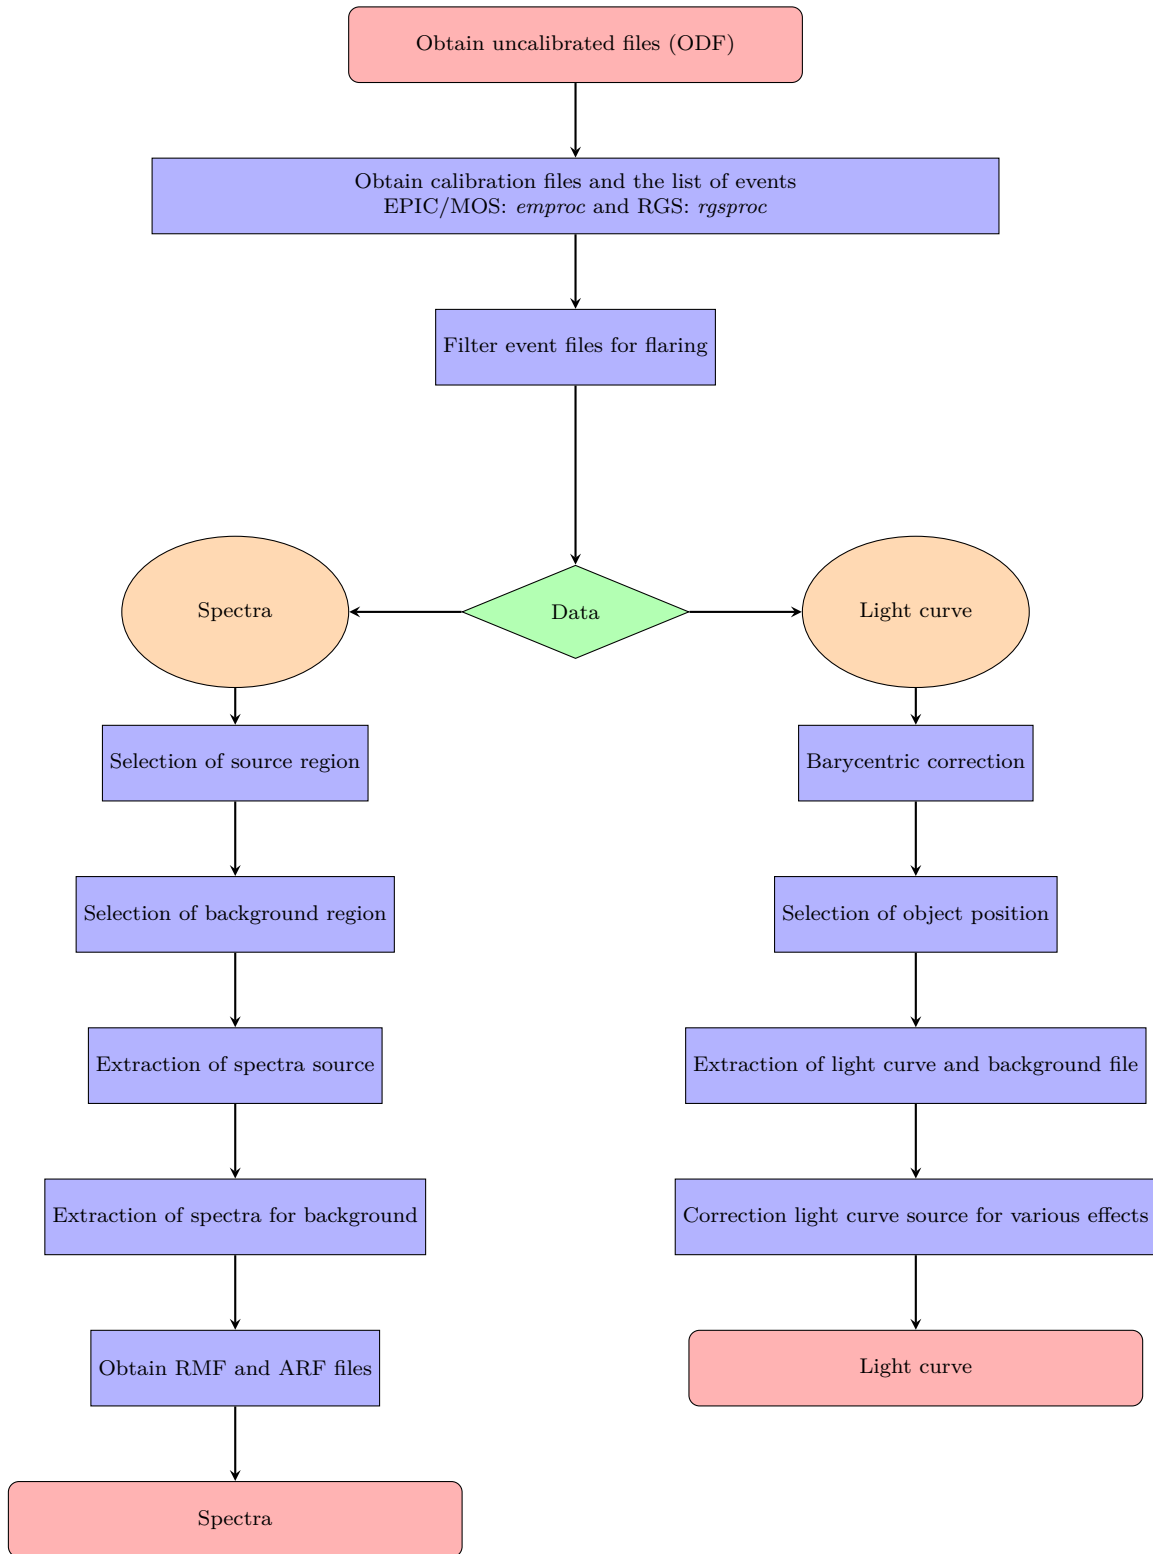 Obtain uncalibrated files (ODF)
Obtain calibration files and the list of events
EPIC/MOS: emproc and RGS: rgsproc
Filter event files for flaring
Spectra
Data
Light curve
Selection of source region
Barycentric correction
Selection of background region
Selection of object position
Extraction of spectra source
Extraction of light curve and background file
Extraction of spectra for background
Correction light curve source for various effects
Obtain RMF and ARF files
Light curve
Spectra